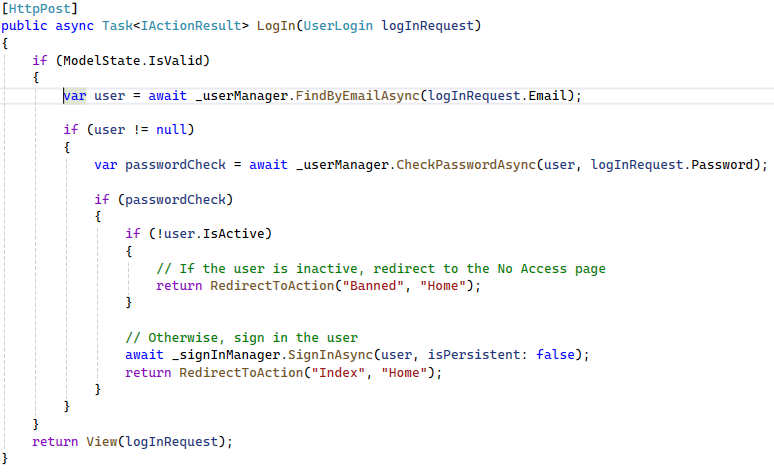 [HttpPost]
public async Task<IActionResult> LogIn(UserLogin logInRequest)
{
    if (ModelState.IsValid)
    {
        var user = await _userManager.FindByEmailAsync(logInRequest.Email);

        if (user != null)
        {
            var passwordCheck = await _userManager.CheckPasswordAsync(user, logInRequest.Password);

            if (passwordCheck)
            {
                if (!user.IsActive)
                {
                    // If the user is inactive, redirect to the No Access page
                    return RedirectToAction("Banned", "Home");
                }

                // Otherwise, sign in the user
                await _signInManager.SignInAsync(user, isPersistent: false);
                return RedirectToAction("Index", "Home");
            }
        }
    }
    return View(logInRequest);
}